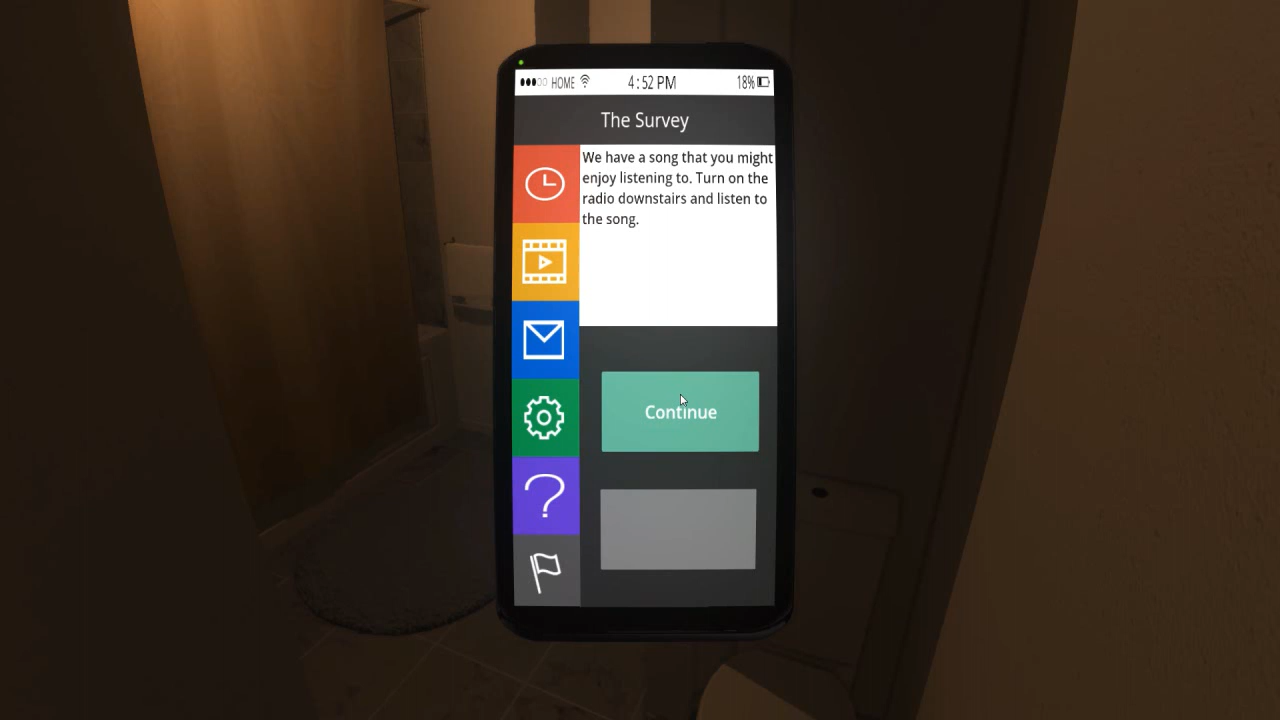 HOME 4:52 PM 18%
The Survey
We have a song that you might
enjoy listening to. Turn on the
radio downstairs and listen to
the song.
Continue